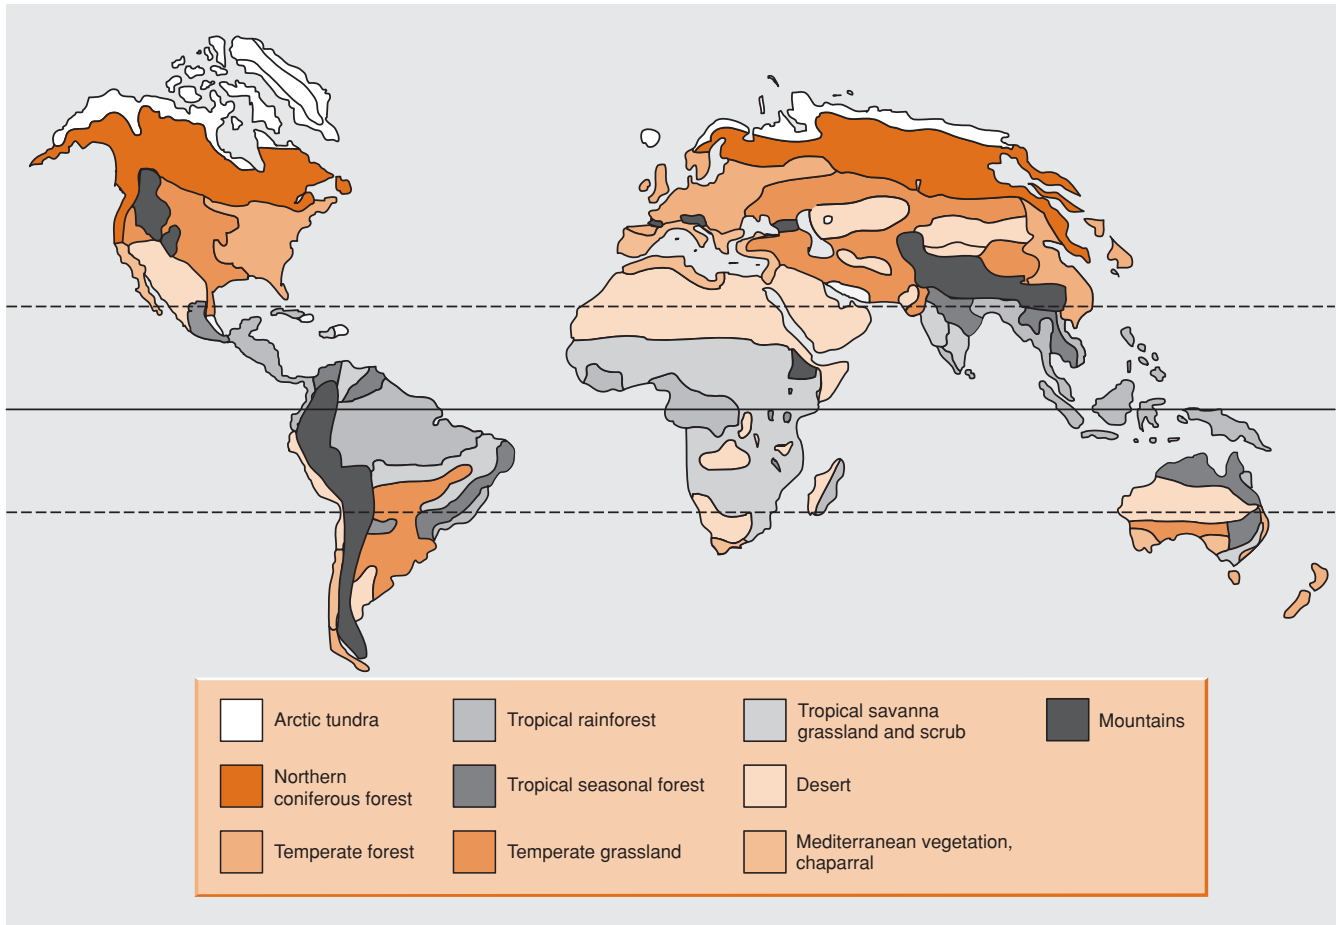 Arctic tundra
Tropical rainforest
Tropical savanna
grassland and scrub
Mountains
Northern
coniferous forest
Tropical seasonal forest
Desert
Temperate forest
Temperate grassland
Mediterranean vegetation,
chaparral